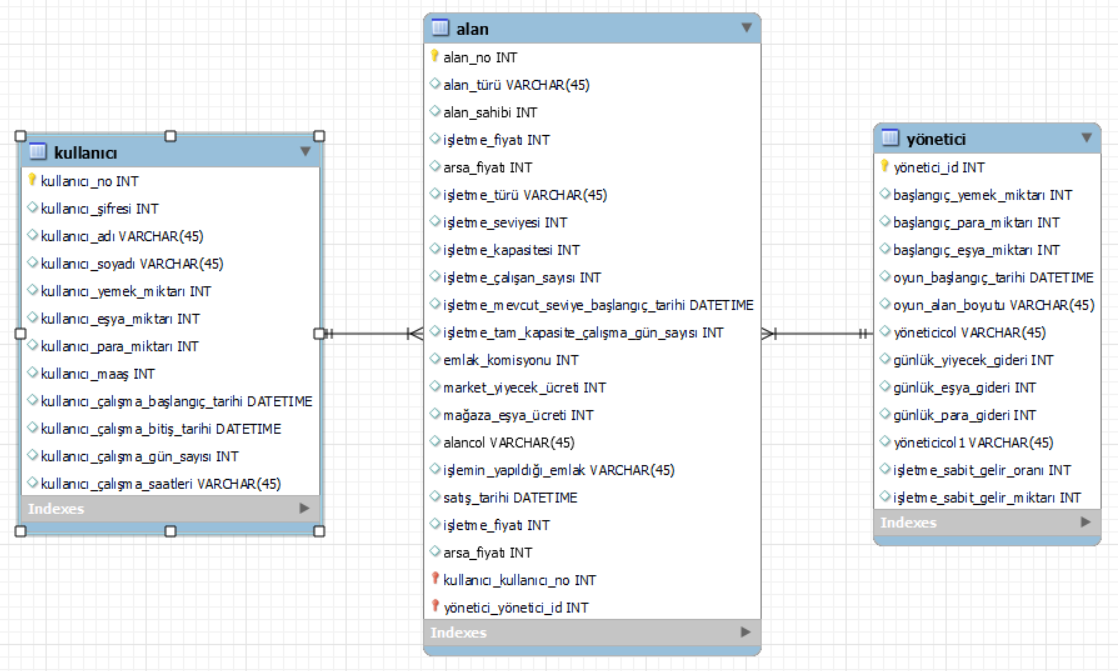 kullanıcı
kullanıcı_no INT
kullanıcı_şifresi INT
kullanıcı_adı VARCHAR(45)
kullanıcı_soyadı VARCHAR(45)
kullanıcı_yemek_miktarı INT
kullanıcı_eşya_miktarı INT
kullanıcı_para_miktarı INT
kullanıcı_maaş INT
kullanıcı_çalışma_başlangıç_tarihi DATETIME
kullanıcı_çalışma_bitiş_tarihi DATETIME
kullanıcı_çalışma_gün_sayısı INT
kullanıcı_çalışma_saatleri VARCHAR(45)
Indexes
alan
alan_no INT
alan_türü VARCHAR(45)
alan_sahibi INT
işletme_fiyatı INT
arsa_fiyatı INT
işletme_türü VARCHAR(45)
işletme_seviyesi INT
işletme_kapasitesi INT
işletme_çalışan_sayısı INT
işletme_mevcut_seviye_başlangıç_tarihi DATETIME
işletme_tam_kapasite_çalışma_gün_sayısı INT
emlak_komisyonu INT
market_yiyecek_ücreti INT
mağaza_eşya_ücreti INT
alancol VARCHAR(45)
işlemin_yapıldığı_emlak VARCHAR(45)
satış_tarihi DATETIME
işletme_fiyatı INT
arsa_fiyatı INT
kullanıcı_kullanıcı_no INT
yönetici_yönetici_id INT
Indexes
yönetici
yönetici_id INT
başlangıç_yemek_miktarı INT
başlangıç_para_miktarı INT
başlangıç_eşya_miktarı INT
oyun_başlangıç_tarihi DATETIME
oyun_alan_boyutu VARCHAR(45)
yöneticicol VARCHAR(45)
günlük_yiyecek_gideri INT
günlük_eşya_gideri INT
günlük_para_gideri INT
yöneticicol1 VARCHAR(45)
işletme_sabit_gelir_oranı INT
işletme_sabit_gelir_miktarı INT
Indexes